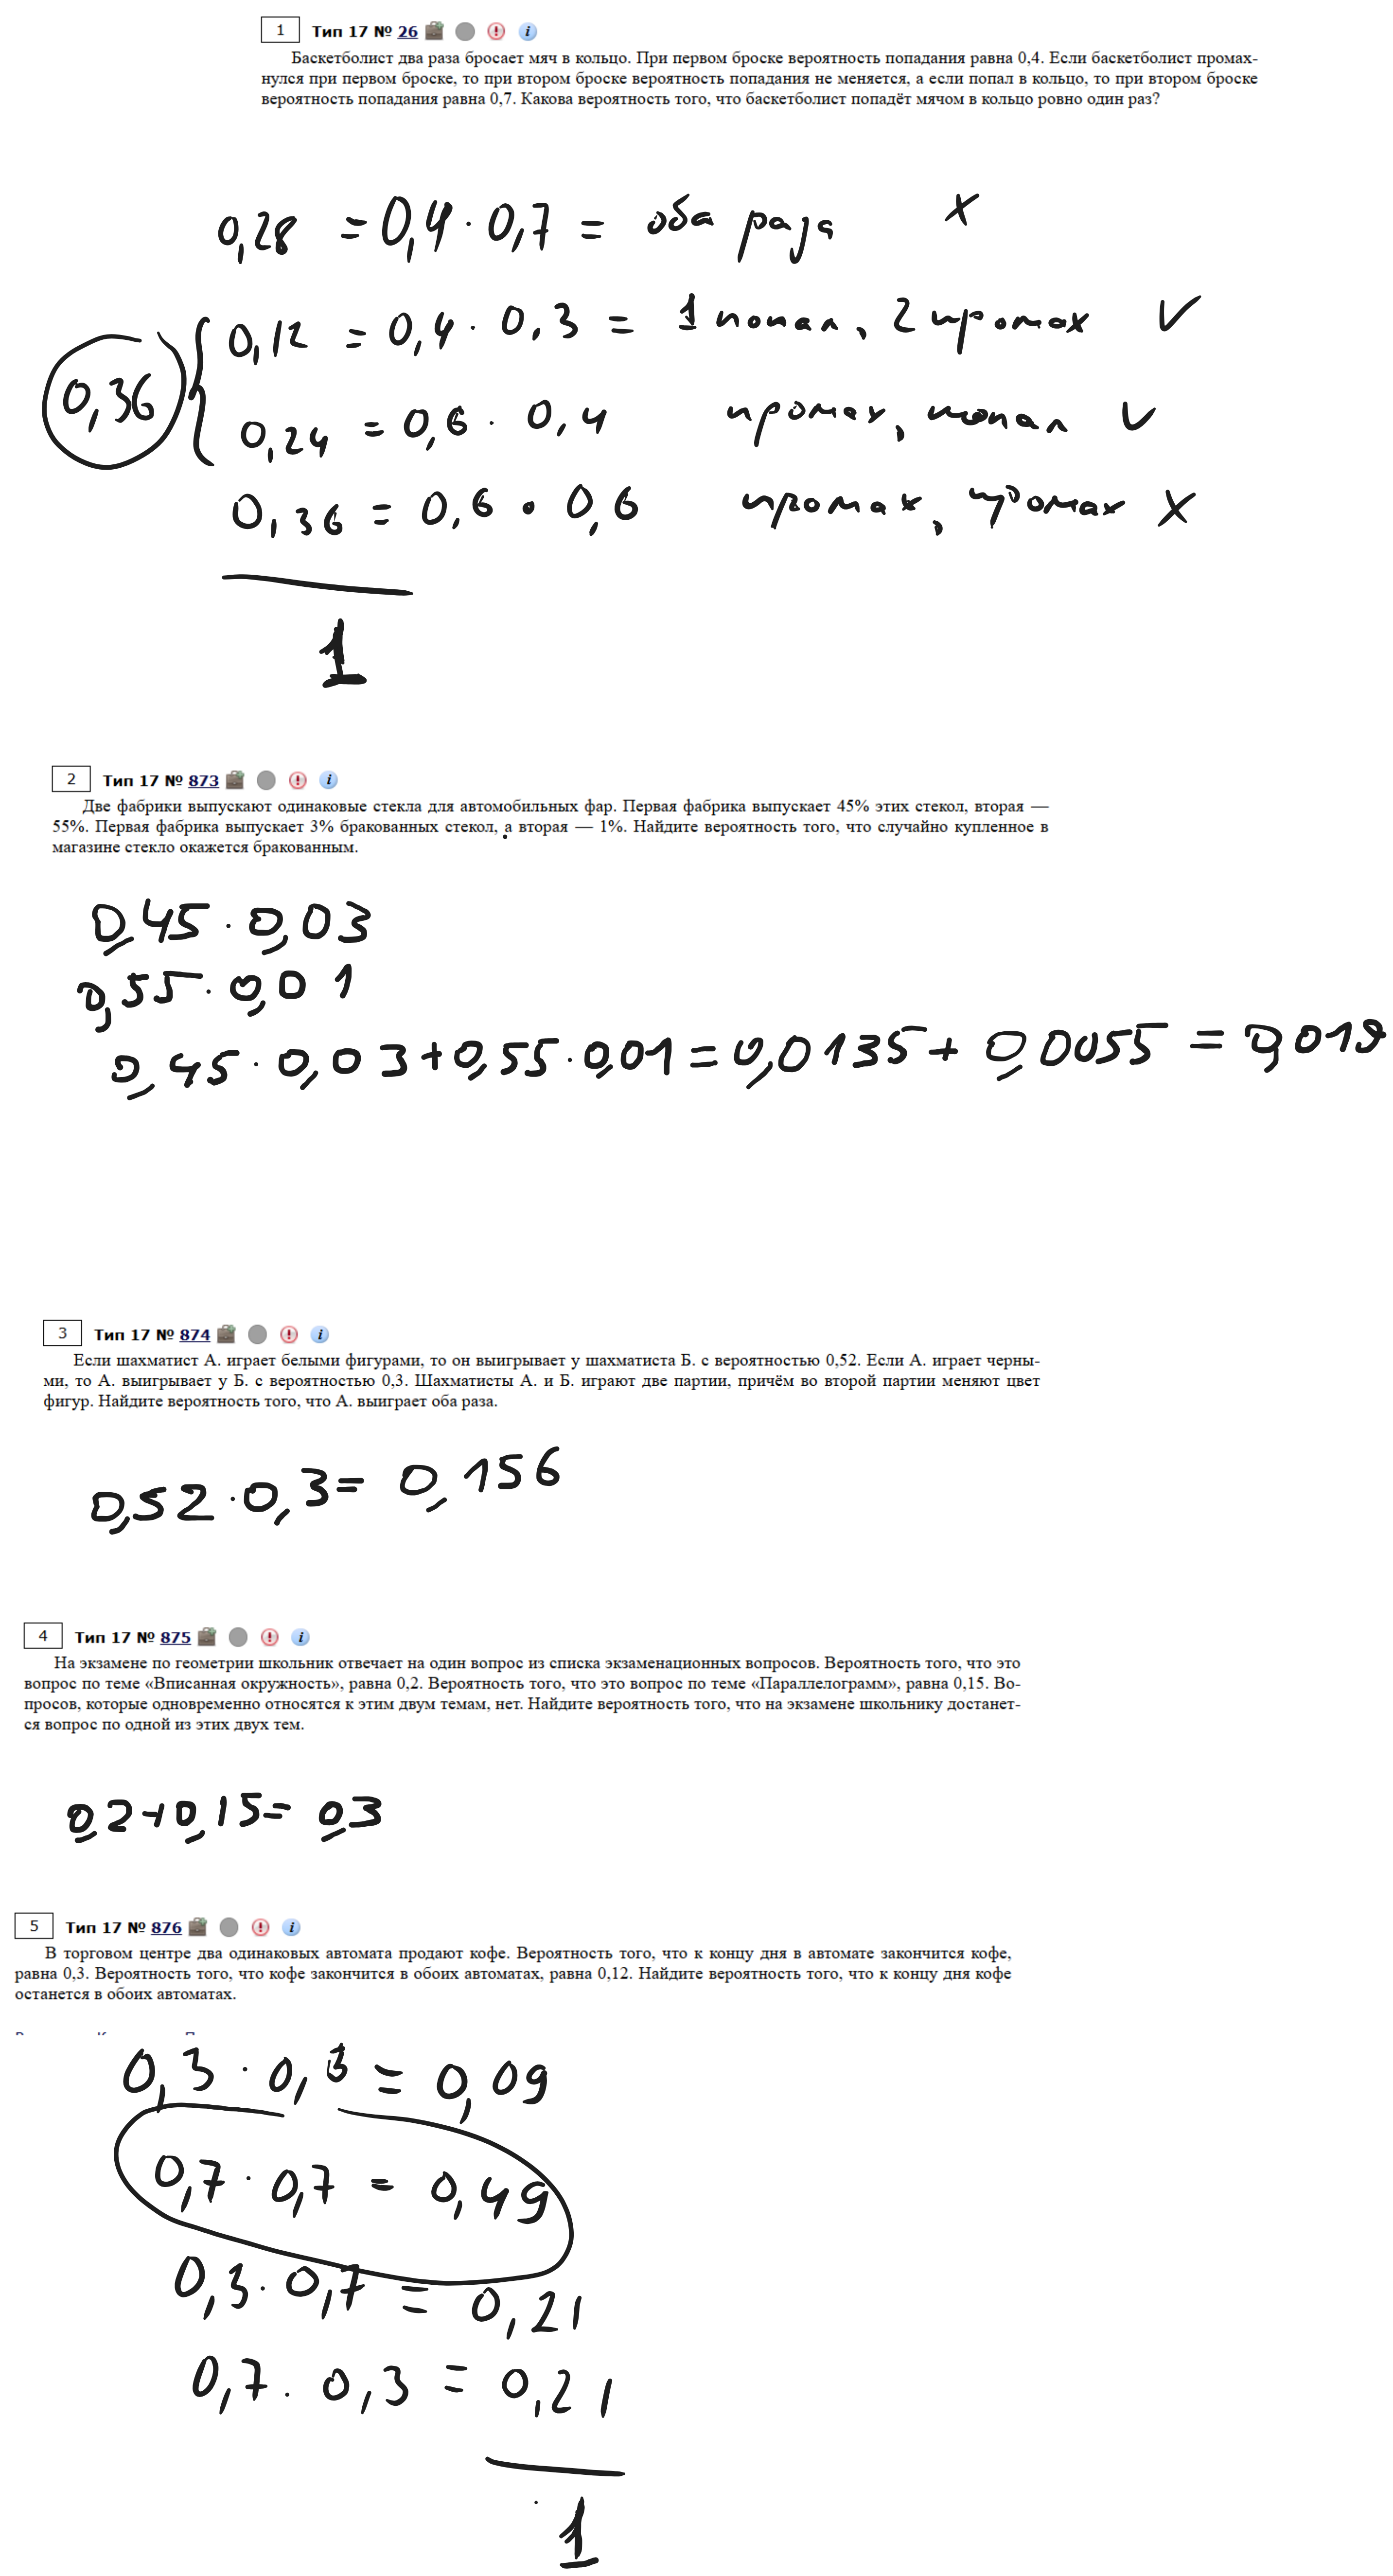 1 Тип 17 № 26 i
Баскетболист два раза бросает мяч в кольцо. При первом броске вероятность попадания равна 0,4. Если баскетболист промах-
нулся при первом броске, то при втором броске вероятность попадания не меняется, а если попал в кольцо, то при втором броске
вероятность попадания равна 0,7. Какова вероятность того, что баскетболист попадёт мячом в кольцо ровно один раз?
0,28 = 0,4 · 0,7 = оба раза X
0,12 = 0,4 · 0,3 = 1 попал, 2 промах V
0,36
0,24 = 0,6 · 0,4 промах, попал V
0,36 = 0,6 · 0,6 промах, промах X
1
2 Тип 17 № 873 i
Две фабрики выпускают одинаковые стекла для автомобильных фар. Первая фабрика выпускает 45% этих стекол, вторая —
55%. Первая фабрика выпускает 3% бракованных стекол, а вторая — 1%. Найдите вероятность того, что случайно купленное в
магазине стекло окажется бракованным.
0,45 · 0,03
0,55 · 0,01
0,45 · 0,03 + 0,55 · 0,01 = 0,0135 + 0,0055 = 0,019
3 Тип 17 № 874 i
Если шахматист А. играет белыми фигурами, то он выигрывает у шахматиста Б. с вероятностью 0,52. Если А. играет черны-
ми, то А. выигрывает у Б. с вероятностью 0,3. Шахматисты А. и Б. играют две партии, причём во второй партии меняют цвет
фигур. Найдите вероятность того, что А. выиграет оба раза.
0,52 · 0,3 = 0,156
4 Тип 17 № 875 i
На экзамене по геометрии школьник отвечает на один вопрос из списка экзаменационных вопросов. Вероятность того, что это
вопрос по теме «Вписанная окружность», равна 0,2. Вероятность того, что это вопрос по теме «Параллелограмм», равна 0,15. Во-
просов, которые одновременно относятся к этим двум темам, нет. Найдите вероятность того, что на экзамене школьнику достанет-
ся вопрос по одной из этих двух тем.
0,2 + 0,15 = 0,3
5 Тип 17 № 876 i
В торговом центре два одинаковых автомата продают кофе. Вероятность того, что к концу дня в автомате закончится кофе,
равна 0,3. Вероятность того, что кофе закончится в обоих автоматах, равна 0,12. Найдите вероятность того, что к концу дня кофе
останется в обоих автоматах.
0,3 · 0,3 = 0,09
0,7 · 0,7 = 0,49
0,3 · 0,7 = 0,21
0,7 · 0,3 = 0,21
1